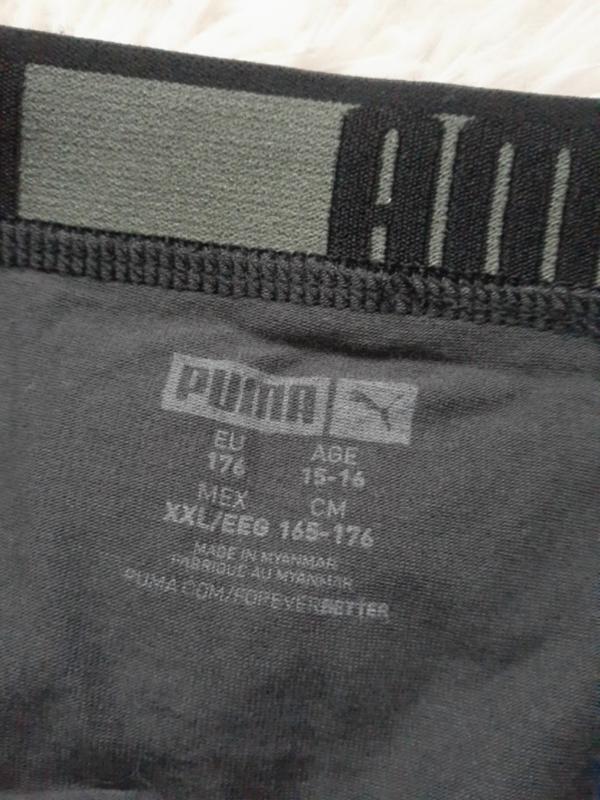 PUMA
EU AGE
176 15-16
MEX CM
XXL/EEG 165-176
MADE IN MYANMAR
FABRIQUÉ AU MYANMAR
PUMA.COM/FOREVERBETTER